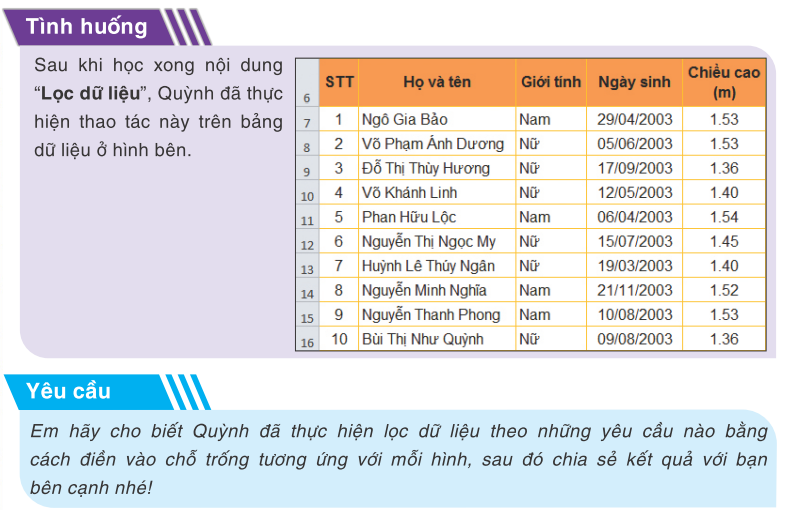 Tình huống
Sau khi học xong nội dung
“Lọc dữ liệu”, Quỳnh đã thực
hiện thao tác này trên bảng
dữ liệu ở hình bên.
6 STT Họ và tên Giới tính Ngày sinh Chiều cao (m)
7 1 Ngô Gia Bảo Nam 29/04/2003 1.53
8 2 Võ Phạm Ánh Dương Nữ 05/06/2003 1.53
9 3 Đỗ Thị Thùy Hương Nữ 17/09/2003 1.36
10 4 Võ Khánh Linh Nữ 12/05/2003 1.40
11 5 Phan Hữu Lộc Nam 06/04/2003 1.54
12 6 Nguyễn Thị Ngọc My Nữ 15/07/2003 1.45
13 7 Huỳnh Lê Thủy Ngân Nữ 19/03/2003 1.40
14 8 Nguyễn Minh Nghĩa Nam 21/11/2003 1.52
15 9 Nguyễn Thanh Phong Nam 10/08/2003 1.53
16 10 Bùi Thị Như Quỳnh Nữ 09/08/2003 1.36
Yêu cầu
Em hãy cho biết Quỳnh đã thực hiện lọc dữ liệu theo những yêu cầu nào bằng
cách điền vào chỗ trống tương ứng với mỗi hình, sau đó chia sẻ kết quả với bạn
bên cạnh nhé!